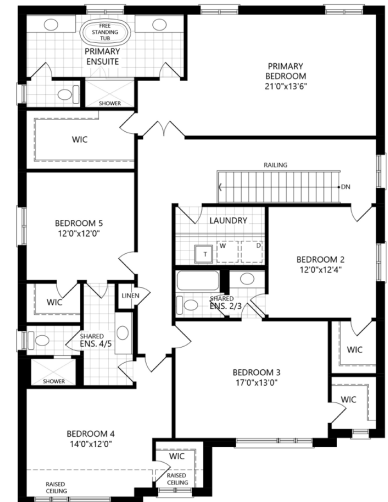 FREE
STANDING
TUB
PRIMARY
ENSUITE
SHOWER
PRIMARY
BEDROOM
21'0"x13'6"
WIC
RAILING
DN
BEDROOM 5
12'0"x12'0"
LAUNDRY
T
W
D
BEDROOM 2
12'0"x12'4"
WIC
LINEN
SHARED
ENS. 2/3
SHARED
ENS. 4/5
SHOWER
WIC
BEDROOM 3
17'0"x13'0"
WIC
BEDROOM 4
14'0"x12'0"
WIC
RAISED
CEILING
RAISED
CEILING